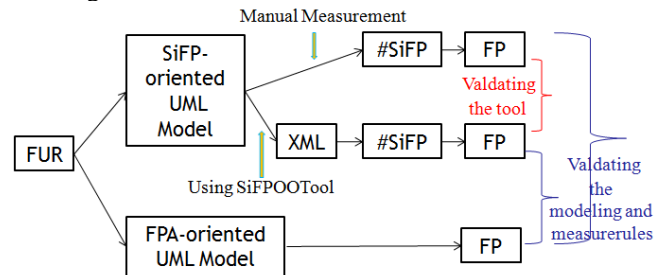 Manual Measurement
SiFP-
oriented
UML
Model
#SiFP
FP
Valdating
the tool
FUR
XML
#SiFP
FP
Using SiFPOOTool
Valdating
the
modeling and
measurerules
FPA-oriented
UML Model
FP